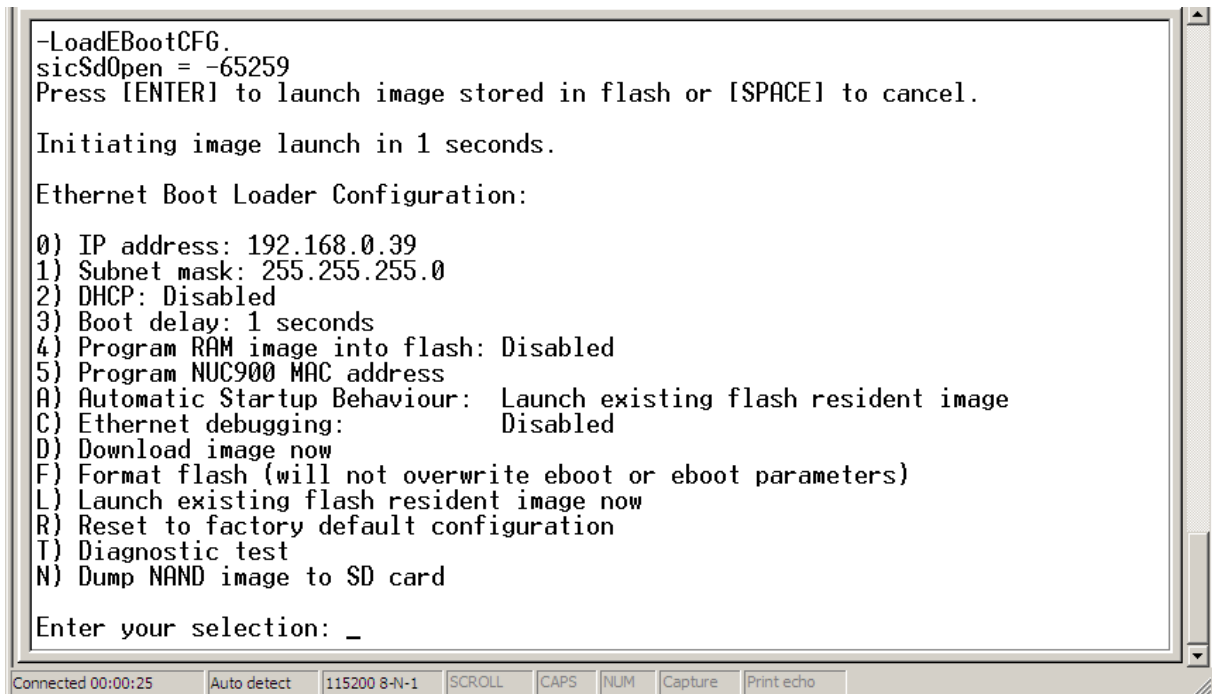 -LoadEBootCFG.
sicSdOpen = -65259
Press [ENTER] to launch image stored in flash or [SPACE] to cancel.
Initiating image launch in 1 seconds.
Ethernet Boot Loader Configuration:
0) IP address: 192.168.0.39
1) Subnet mask: 255.255.255.0
2) DHCP: Disabled
3) Boot delay: 1 seconds
4) Program RAM image into flash: Disabled
5) Program NUC900 MAC address
A) Automatic Startup Behaviour:  Launch existing flash resident image
C) Ethernet debugging:           Disabled
D) Download image now
F) Format flash (will not overwrite eboot or eboot parameters)
L) Launch existing flash resident image now
R) Reset to factory default configuration
T) Diagnostic test
N) Dump NAND image to SD card
Enter your selection: _
Connected 00:00:25 Auto detect 115200 8-N-1 SCROLL CAPS NUM Capture Print echo